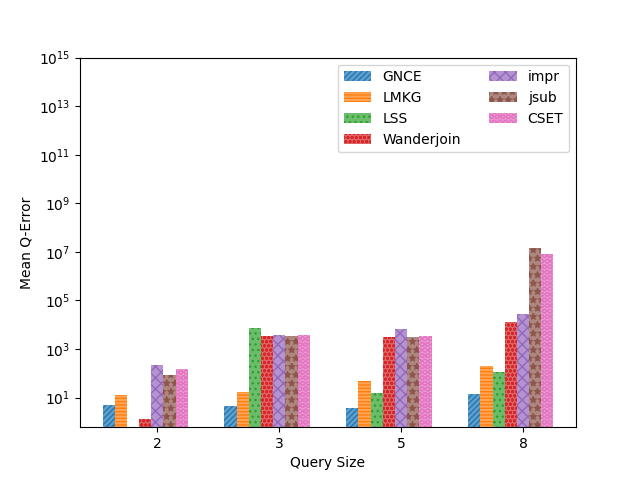 10^15
10^13
10^11
10^9
10^7
10^5
10^3
10^1
Mean Q-Error
GNCE
LMKG
LSS
Wanderjoin
impr
jsub
CSET
2 3 5 8
Query Size